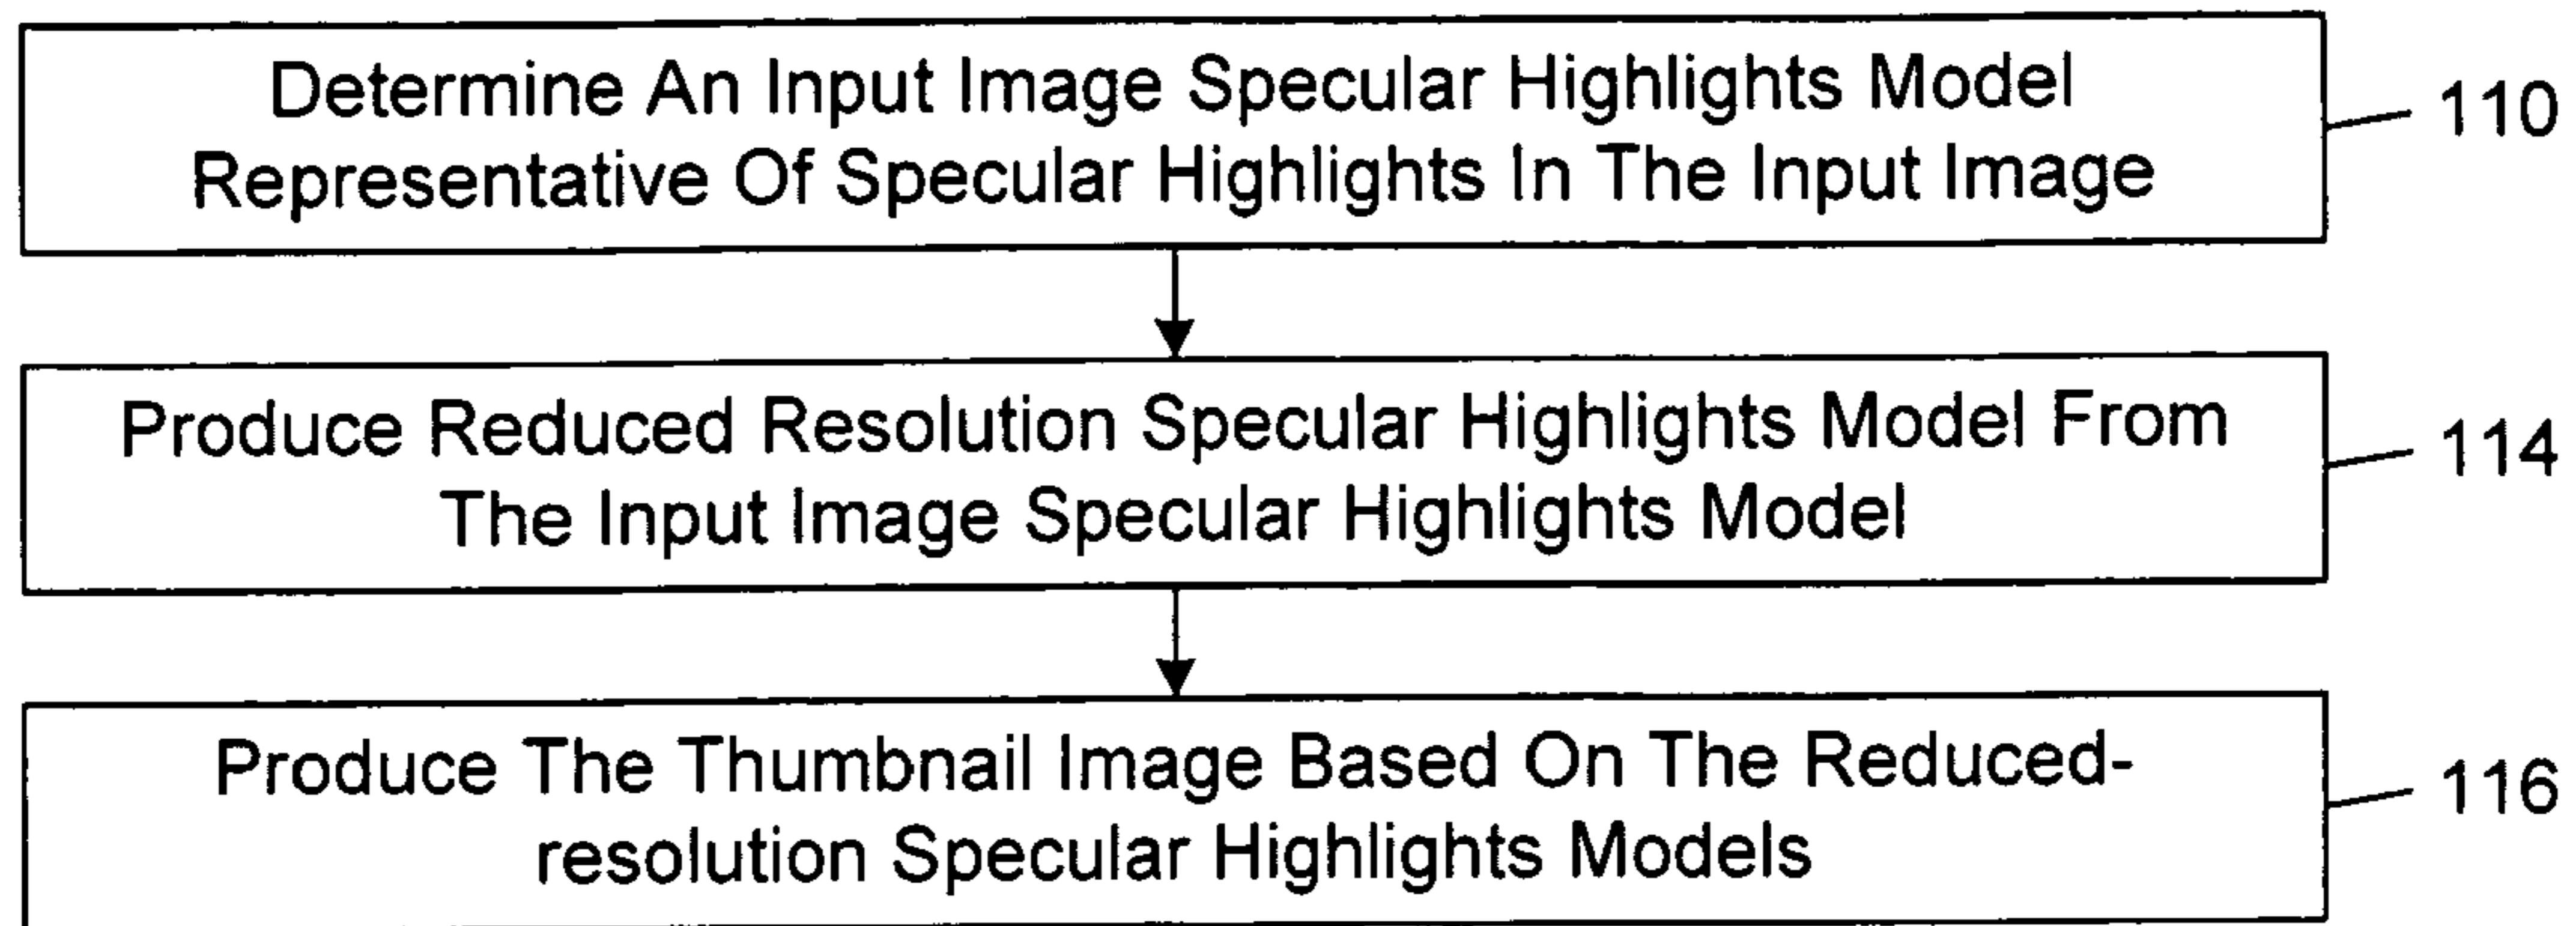 Determine An Input Image Specular Highlights Model
Representative Of Specular Highlights In The Input Image
110
Produce Reduced Resolution Specular Highlights Model From
The Input Image Specular Highlights Model
114
Produce The Thumbnail Image Based On The Reduced-
resolution Specular Highlights Models
116